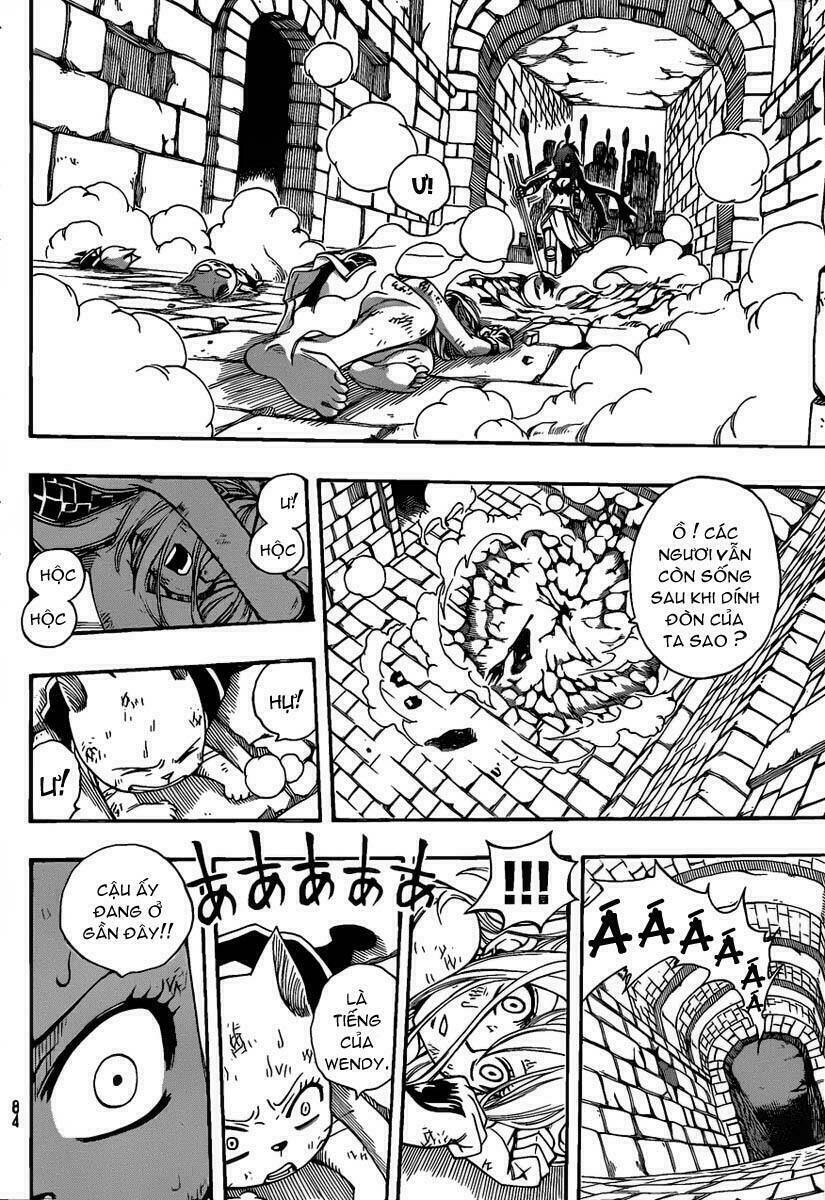 Ư!
Ồ! CÁC
NGƯƠI VẪN
CÒN SỐNG
SAU KHI DÍNH
ĐÒN CỦA
TA SAO?
Ư!
HỘC
HỘC
HỘC
HỰ!
Ư!
Á Á Á Á Á Á
!!!
あああああ
LÀ
TIẾNG
CỦA
WENDY.
CẬU ẤY
ĐANG Ở
GẦN ĐÂY!!
84